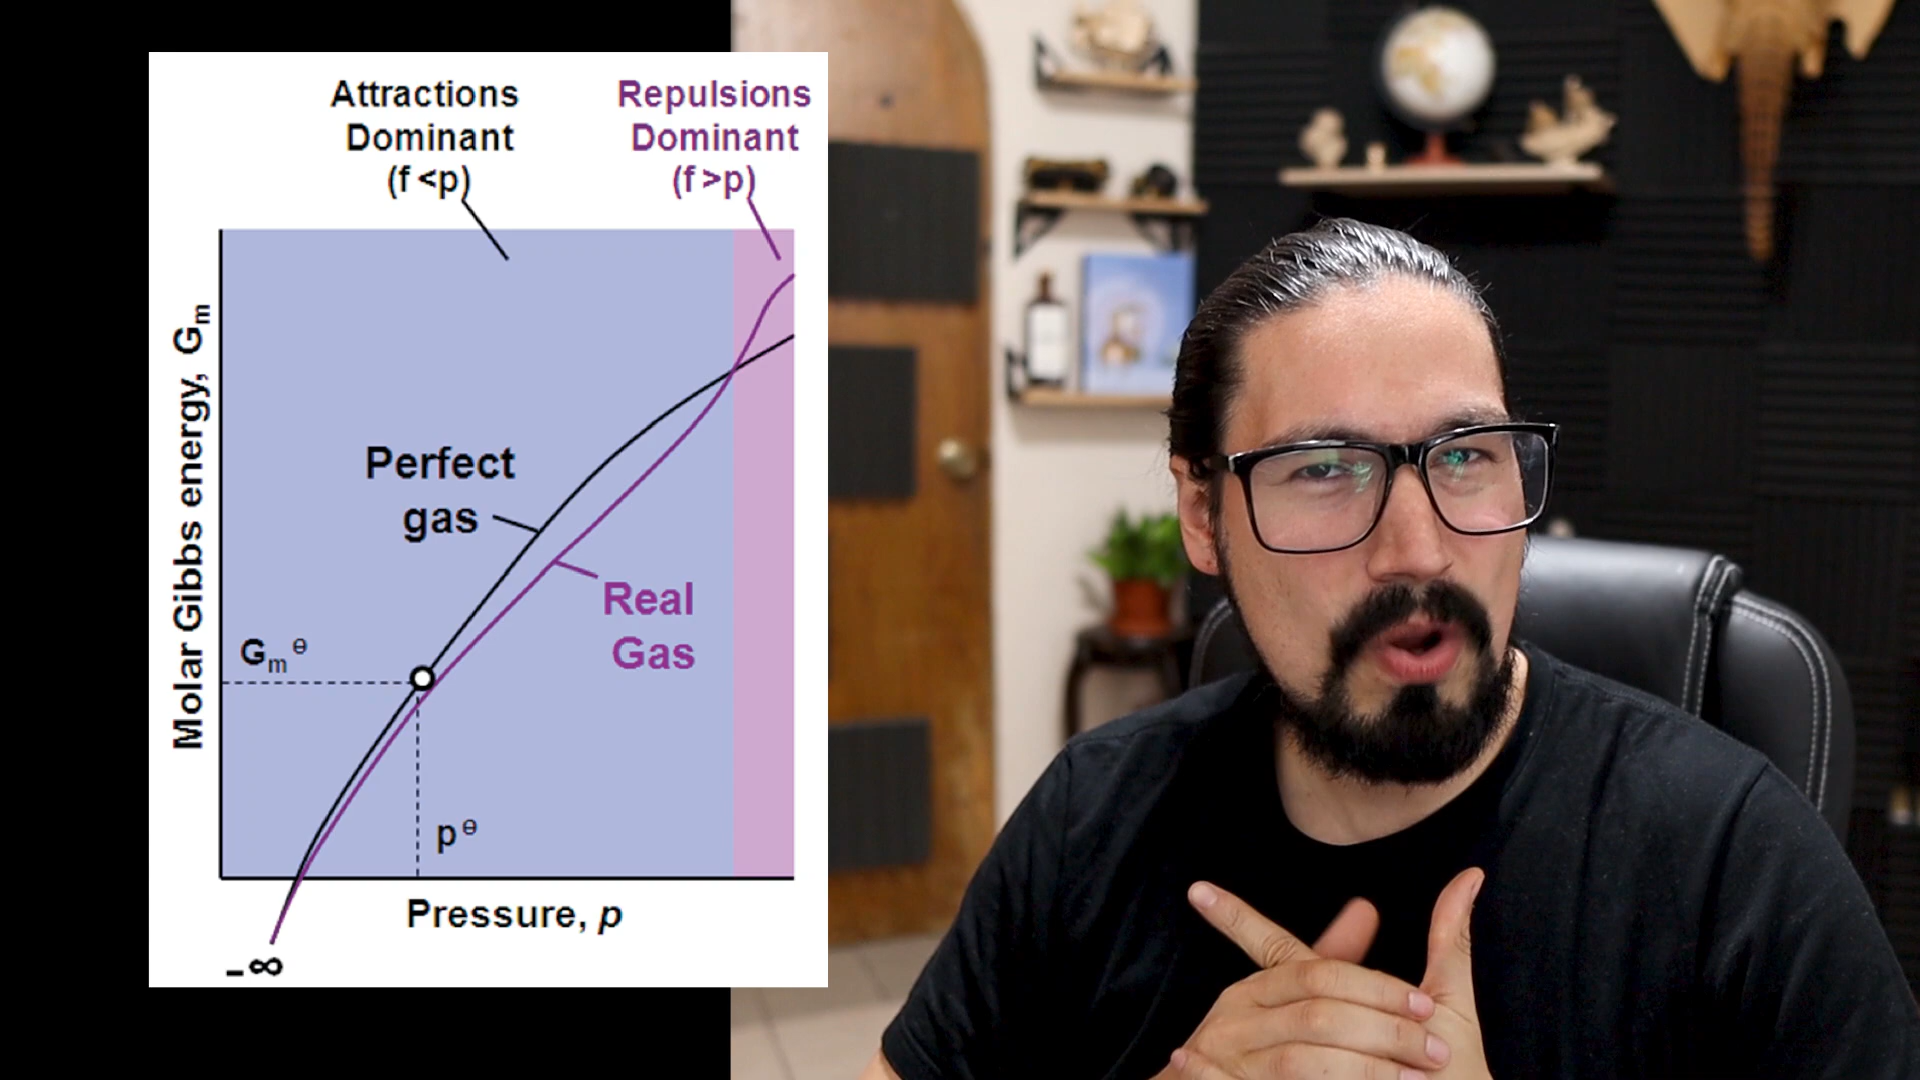 Attractions
Dominant
(f <p)
Repulsions
Dominant
(f >p)
Molar Gibbs energy, Gₘ
Perfect
gas
Real
Gas
Gₘ ᶱ
p ᶱ
Pressure, p
– ∞